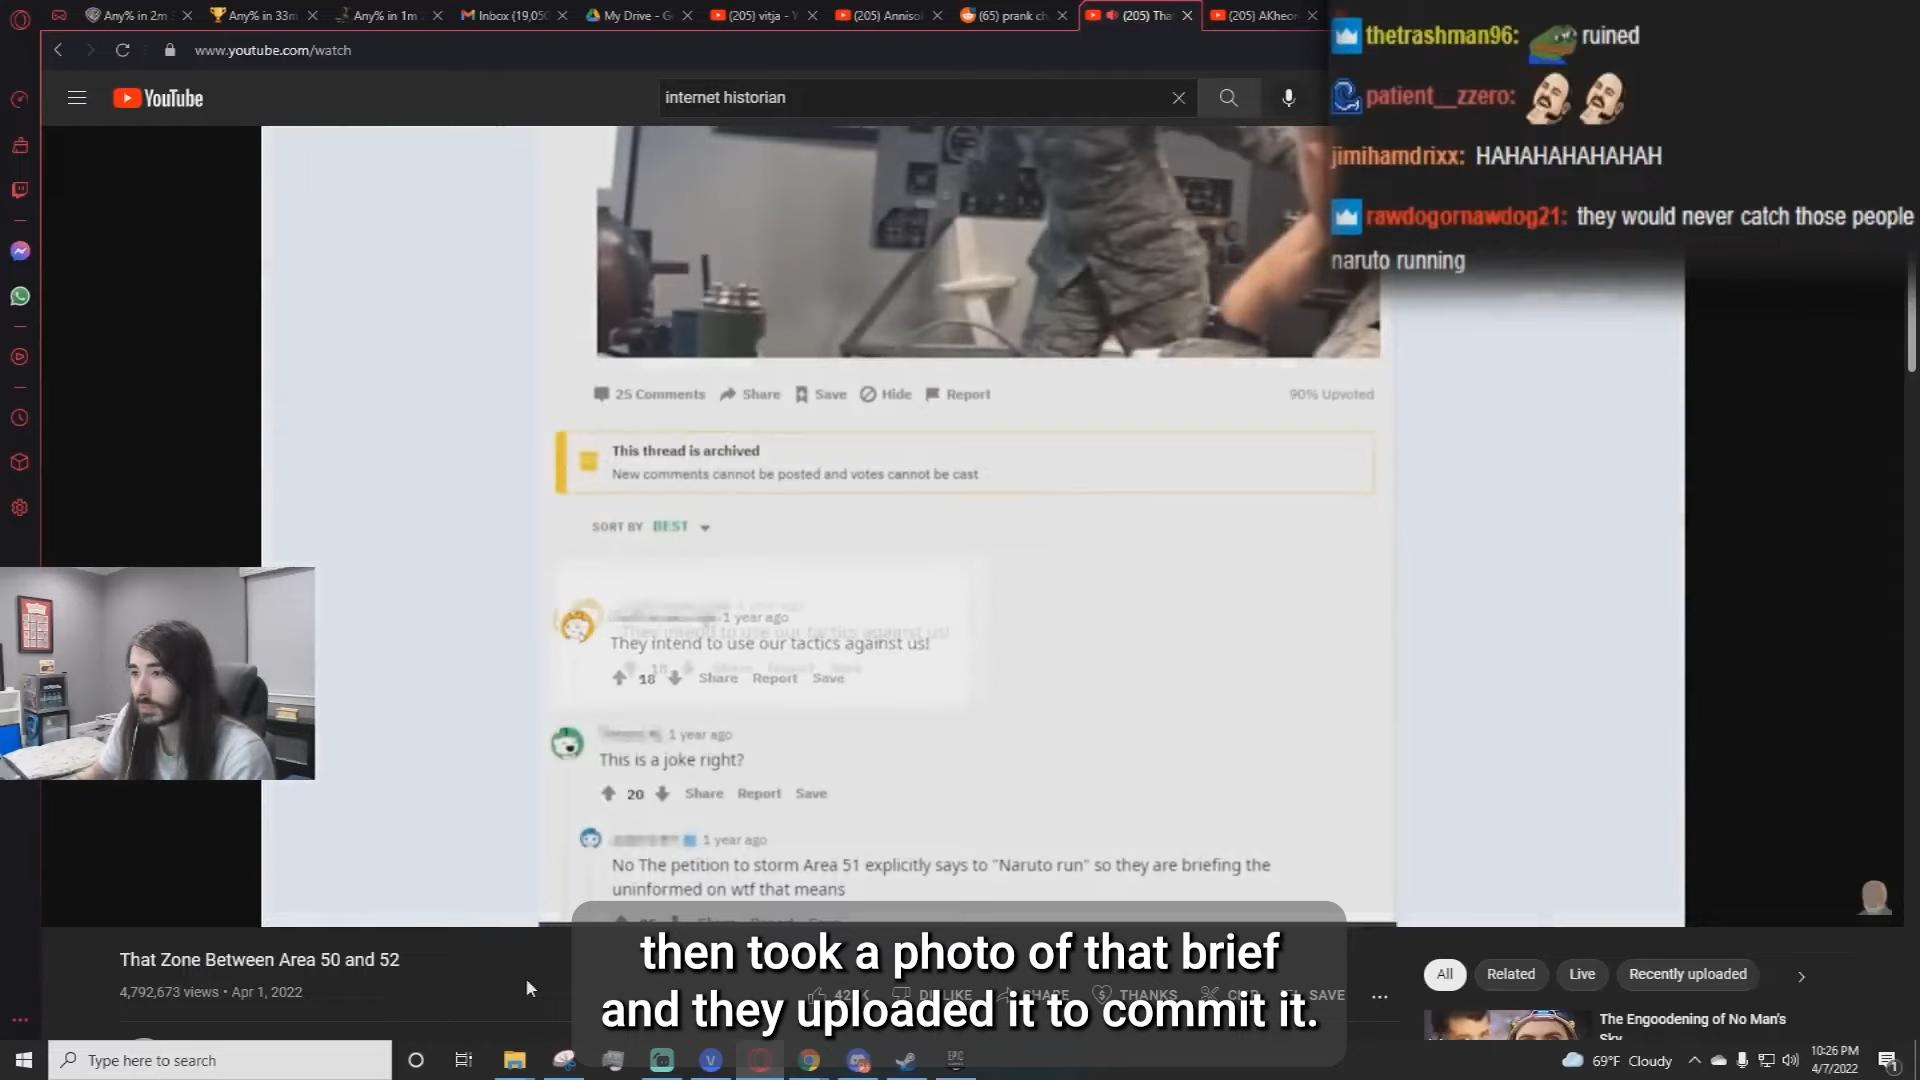 Any% in 2m
Any% in 33m
Any% in 1m
Inbox (19,05
My Drive - G
(205) vitja - Y
(205) Anniso
(65) prank ch
(205) Tha
(205) AKheo
www.youtube.com/watch
YouTube
internet historian
thetrashman96: ruined
patient__zzero:
jimihamdrixx: HAHAHAHAHAHAH
rawdogornawdog21: they would never catch those people
naruto running
25 Comments Share Save Hide Report 90% Upvoted
This thread is archived
New comments cannot be posted and votes cannot be cast
SORT BY BEST
1 year ago
They intend to use our tactics against us!
18 Share Report Save
1 year ago
This is a joke right?
20 Share Report Save
1 year ago
No The petition to storm Area 51 explicitly says to "Naruto run" so they are briefing the
uninformed on wtf that means
then took a photo of that brief
and they uploaded it to commit it.
That Zone Between Area 50 and 52
4,792,673 views • Apr 1, 2022
DISLIKE SHARE THANKS CLIP SAVE
All Related Live Recently uploaded
The Engoodening of No Man's
Sky
Type here to search
69°F Cloudy
10:26 PM
4/7/2022